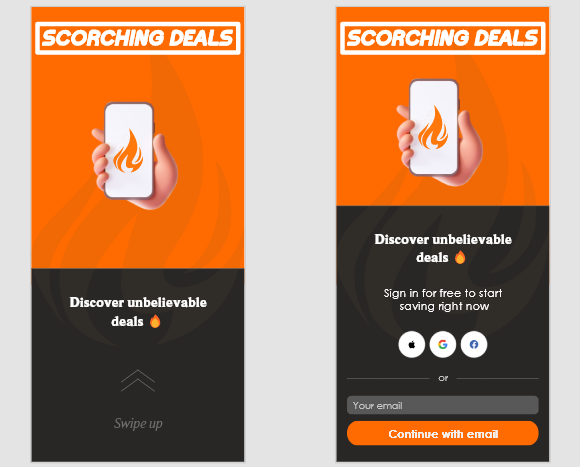 SCORCHING DEALS
Discover unbelievable
deals 🔥
Swipe up
SCORCHING DEALS
Discover unbelievable
deals 🔥
Sign in for free to start
saving right now
or
Your email
Continue with email